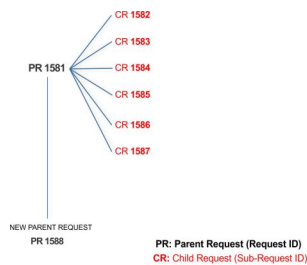 CR 1582
CR 1583
PR 1581
CR 1584
CR 1585
CR 1586
CR 1587
NEW PARENT REQUEST
PR 1588
PR: Parent Request (Request ID)
CR: Child Request (Sub-Request ID)